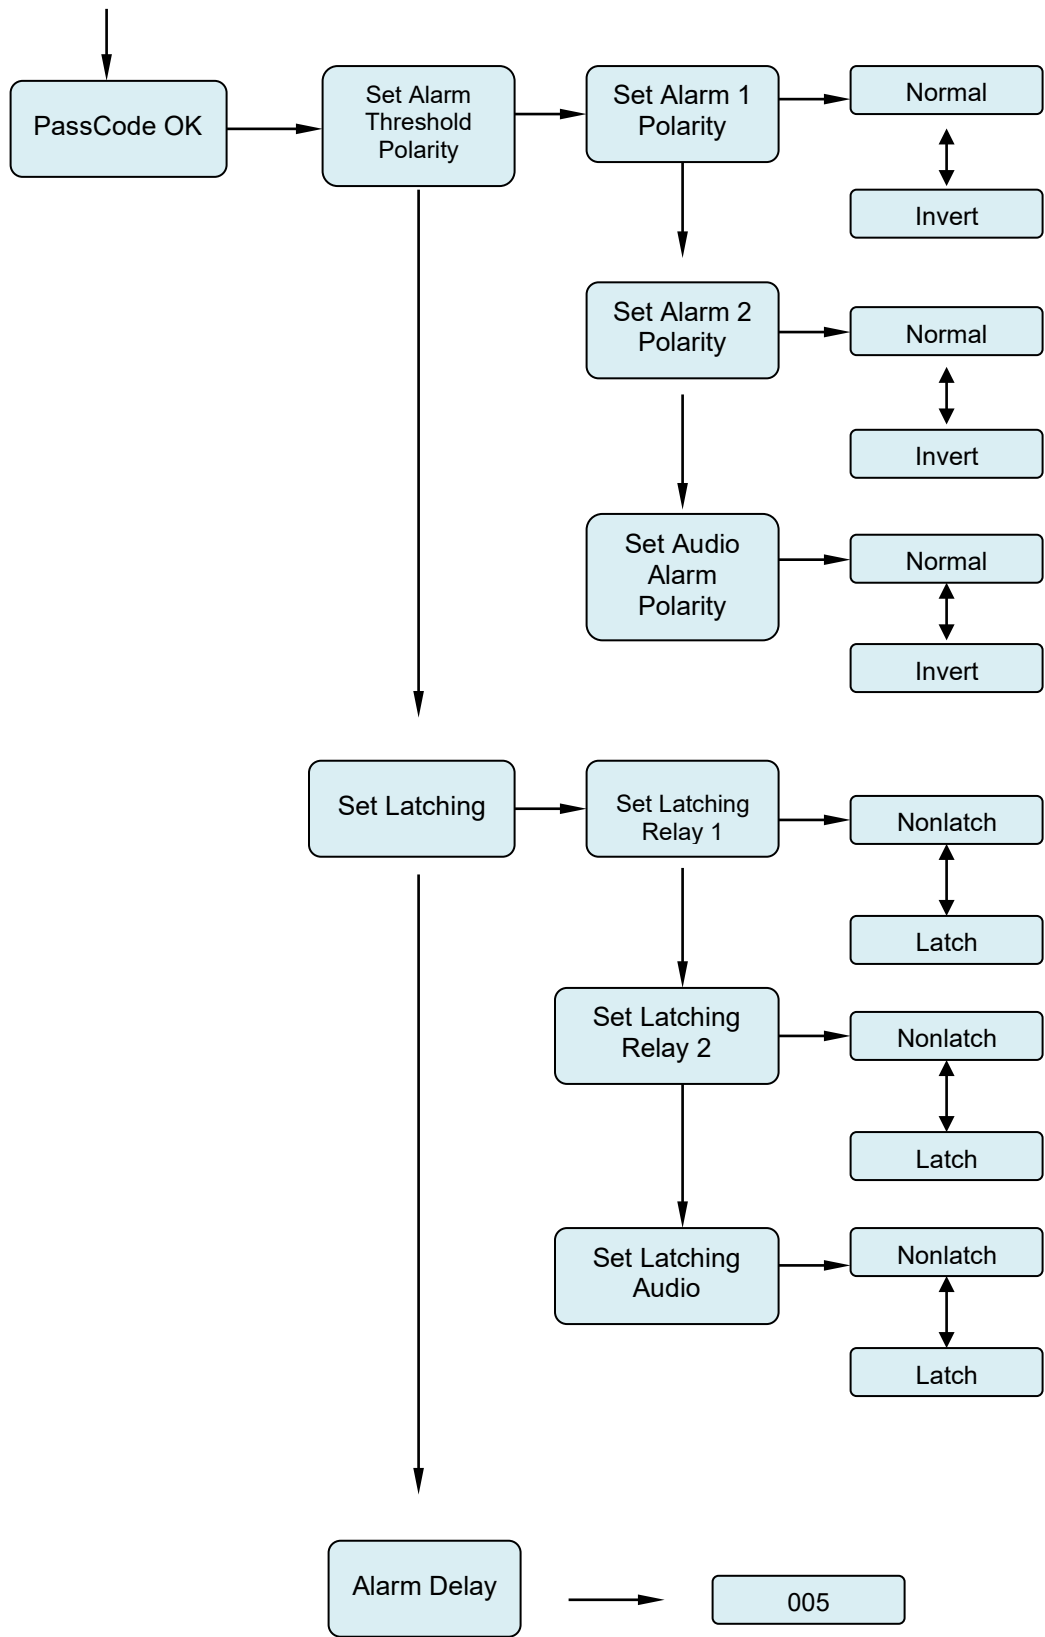 PassCode OK
Set Alarm
Threshold
Polarity
Set Alarm 1
Polarity
Normal
Invert
Set Alarm 2
Polarity
Normal
Invert
Set Audio
Alarm
Polarity
Normal
Invert
Set Latching
Set Latching
Relay 1
Nonlatch
Latch
Set Latching
Relay 2
Nonlatch
Latch
Set Latching
Audio
Nonlatch
Latch
Alarm Delay
005